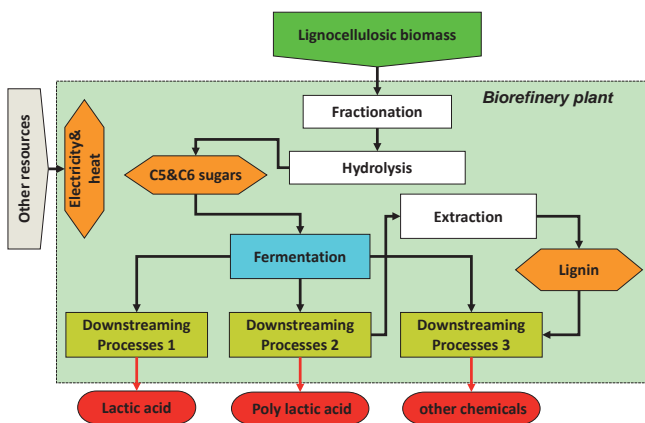 Lignocellulosic biomass
Biorefinery plant
Fractionation
Other resources
Electricity&
heat
Hydrolysis
C5&C6 sugars
Extraction
Fermentation
Lignin
Downstreaming
Processes 1
Downstreaming
Processes 2
Downstreaming
Processes 3
Lactic acid
Poly lactic acid
other chemicals